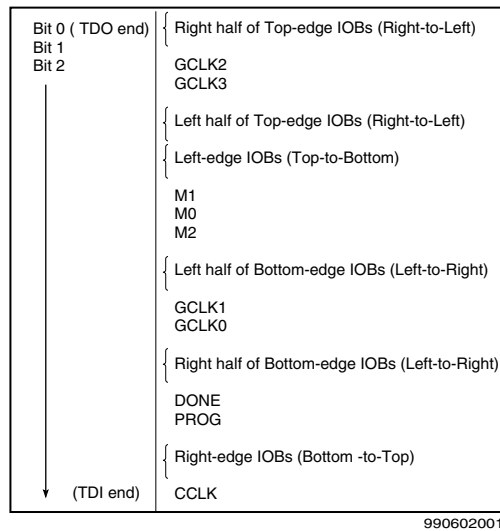 Bit 0 ( TDO end)
Bit 1
Bit 2
Right half of Top-edge IOBs (Right-to-Left)
GCLK2
GCLK3
Left half of Top-edge IOBs (Right-to-Left)
Left-edge IOBs (Top-to-Bottom)
M1
M0
M2
Left half of Bottom-edge IOBs (Left-to-Right)
GCLK1
GCLK0
Right half of Bottom-edge IOBs (Left-to-Right)
DONE
PROG
Right-edge IOBs (Bottom -to-Top)
(TDI end)
CCLK
990602001